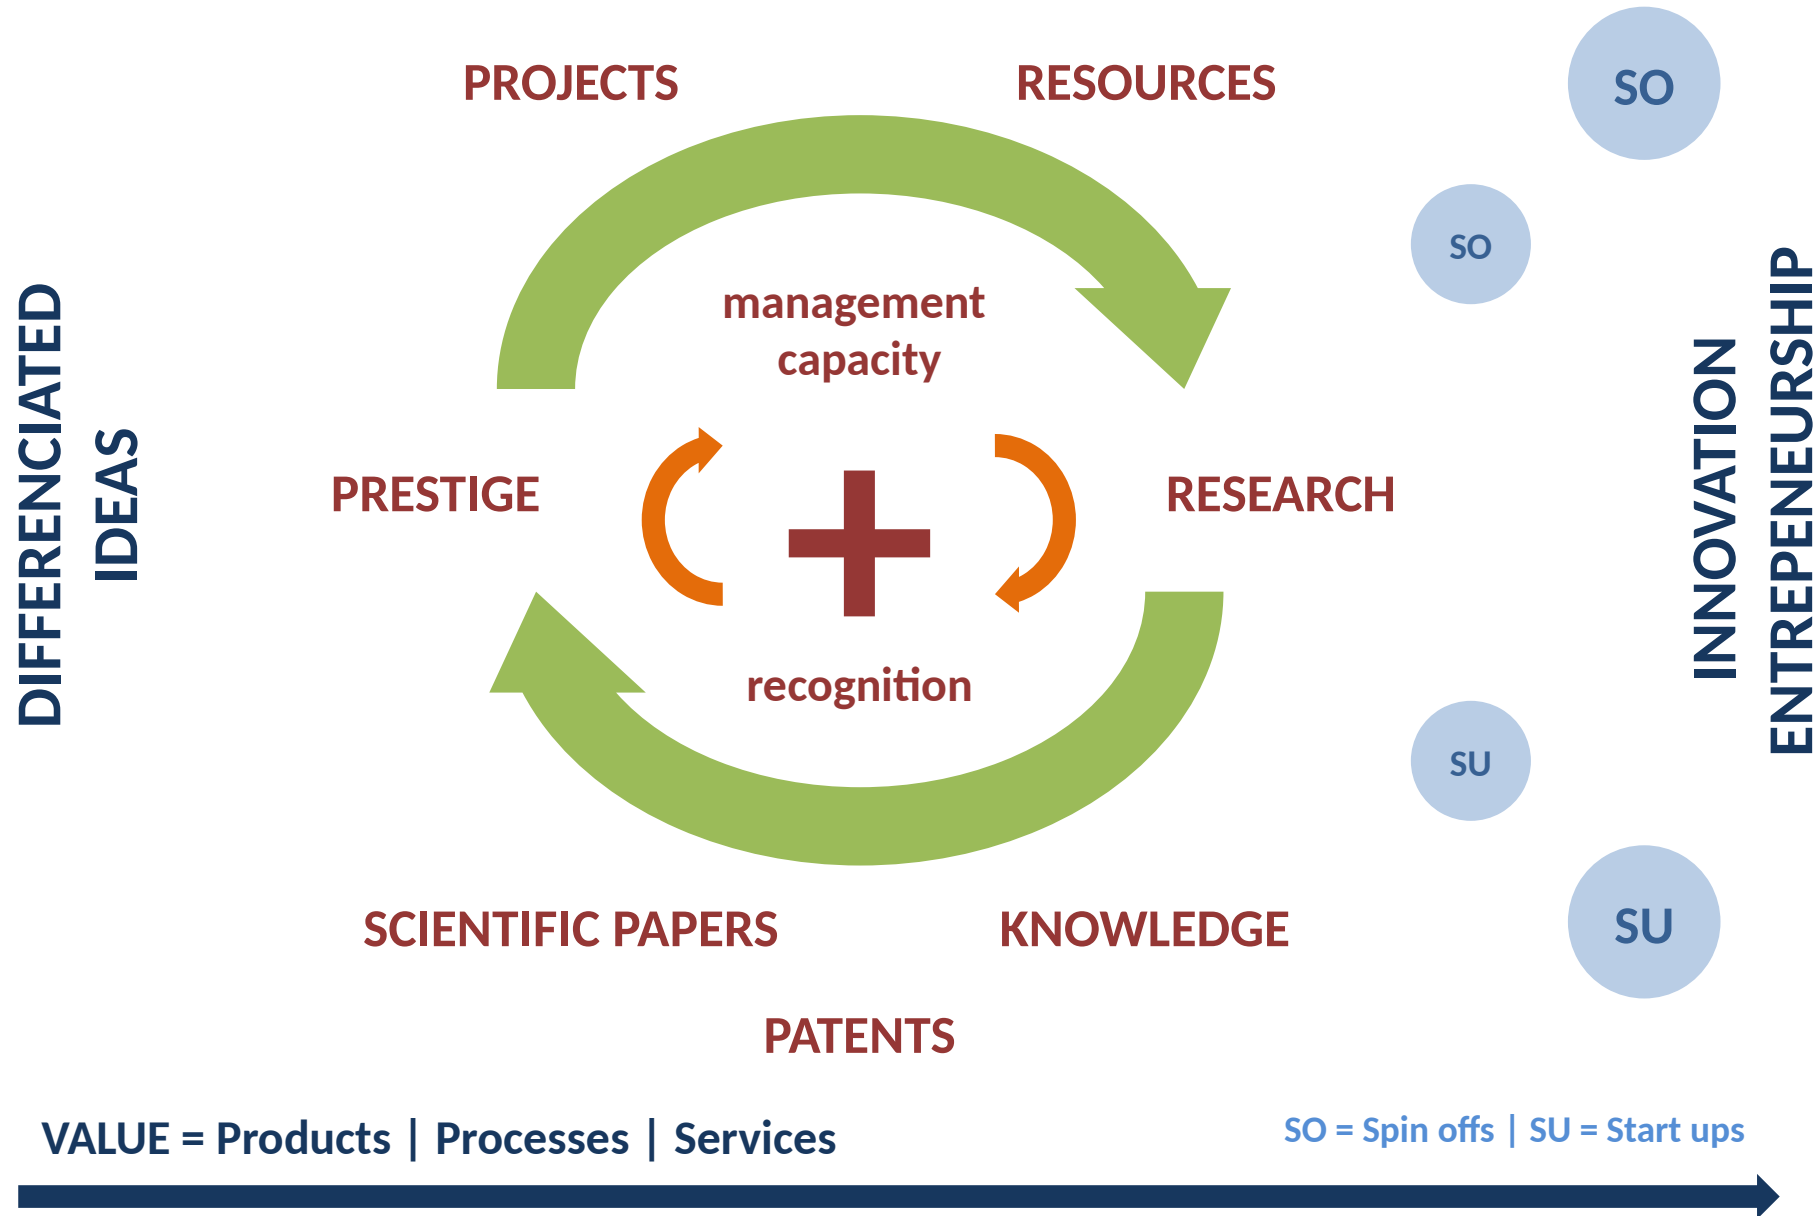 PROJECTS
RESOURCES
SO
SO
management
capacity
DIFFERENCIATED
IDEAS
PRESTIGE
RESEARCH
INNOVATION
ENTREPENEURSHIP
recognition
SU
SU
SCIENTIFIC PAPERS
KNOWLEDGE
PATENTS
VALUE = Products | Processes | Services
SO = Spin offs | SU = Start ups